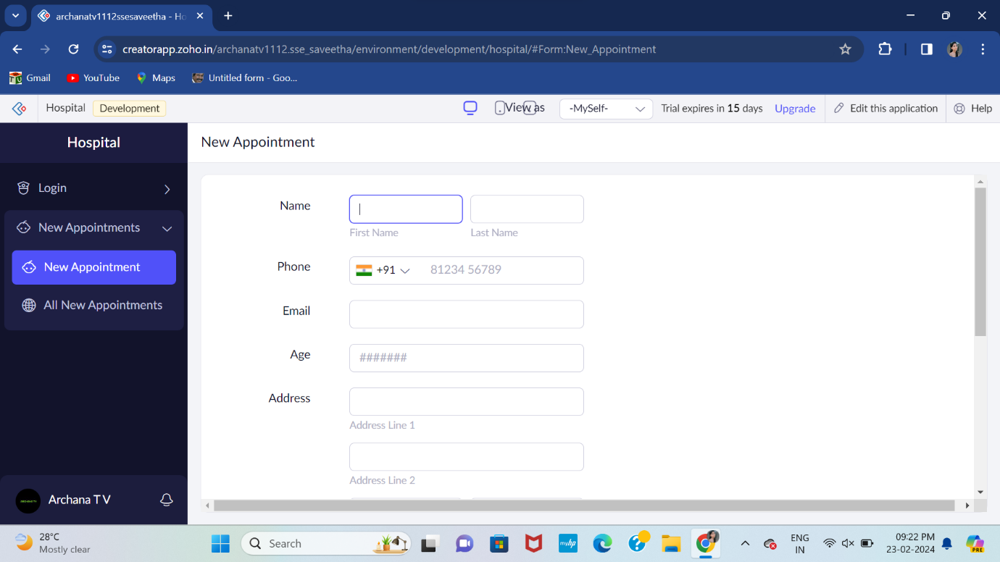 archanatv1112ssesaveetha - Ho
creatorapp.zoho.in/archanatv1112.sse_saveetha/environment/development/hospital/#Form:New_Appointment
Gmail YouTube Maps Untitled form - Goo...
Hospital Development View as -MySelf- Trial expires in 15 days Upgrade Edit this application Help
Hospital
Login
New Appointments
New Appointment
All New Appointments
Archana T V
New Appointment
Name
First Name Last Name
Phone +91 81234 56789
Email
Age #######
Address
Address Line 1
Address Line 2
28°C
Mostly clear
Search
myhp
PRE
ENG
IN
09:22 PM
23-02-2024